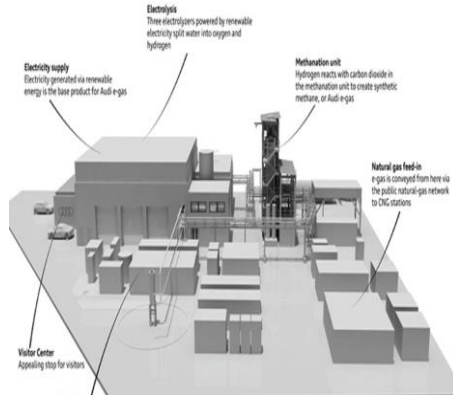 Electrolysis
Three electrolyzers powered by renewable
electricity split water into oxygen and
hydrogen
Electricity supply
Electricity generated via renewable
energy is the base product for Audi e-gas
Methanation unit
Hydrogen reacts with carbon dioxide in
the methanation unit to create synthetic
methane, or Audi e-gas
Natural gas feed-in
e-gas is conveyed from here via
the public natural-gas network
to CNG stations
Visitor Center
Appealing stop for visitors